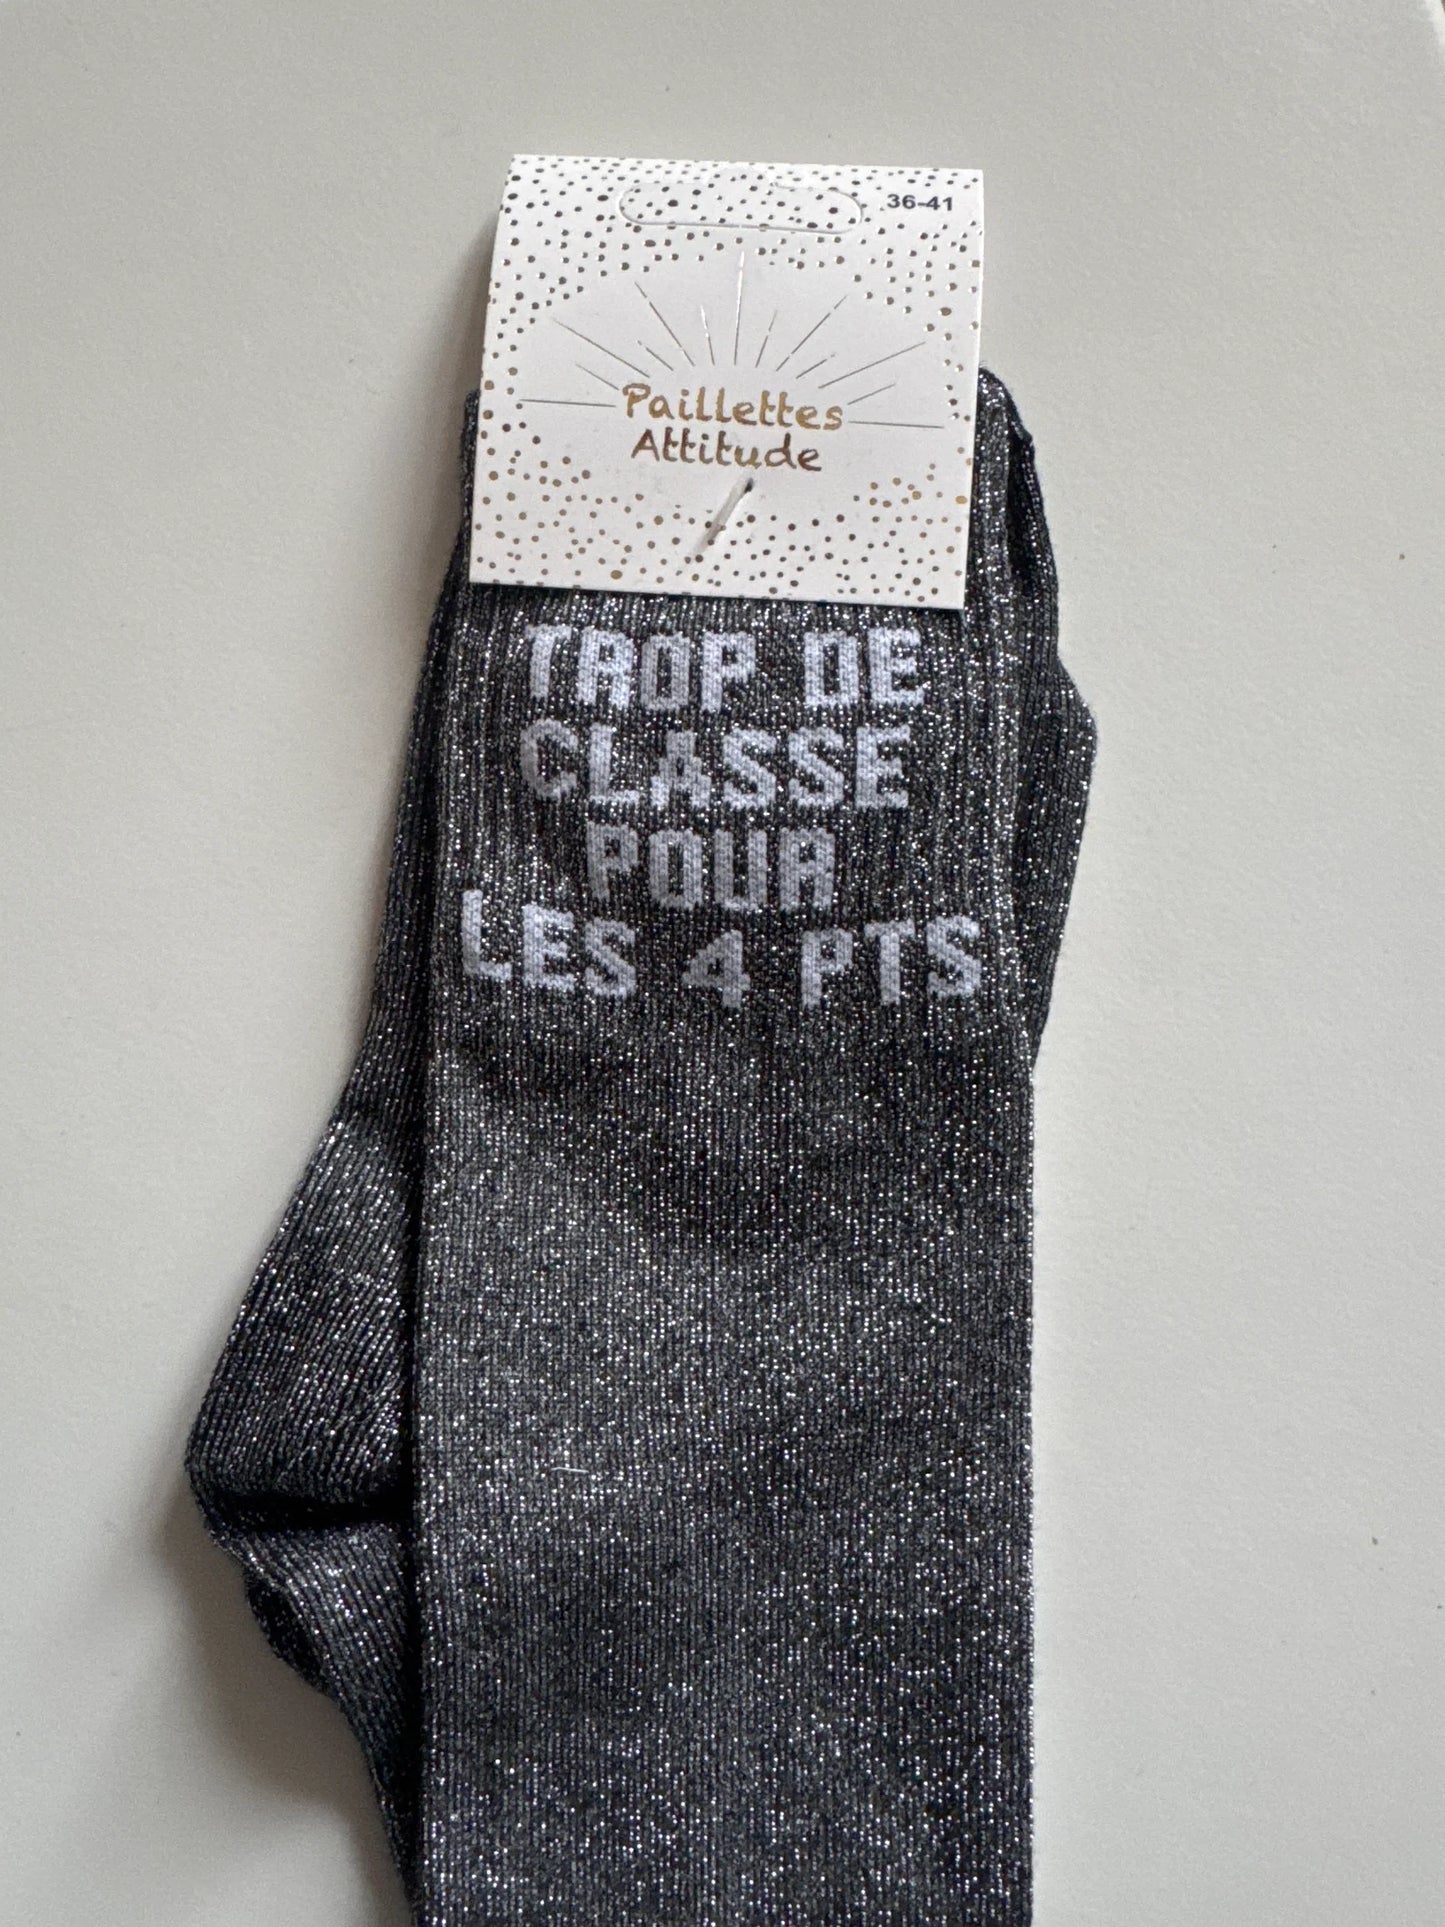 36-41
Paillettes
Attitude
TROP DE
CLASSE
POUR
LES 4 PTS